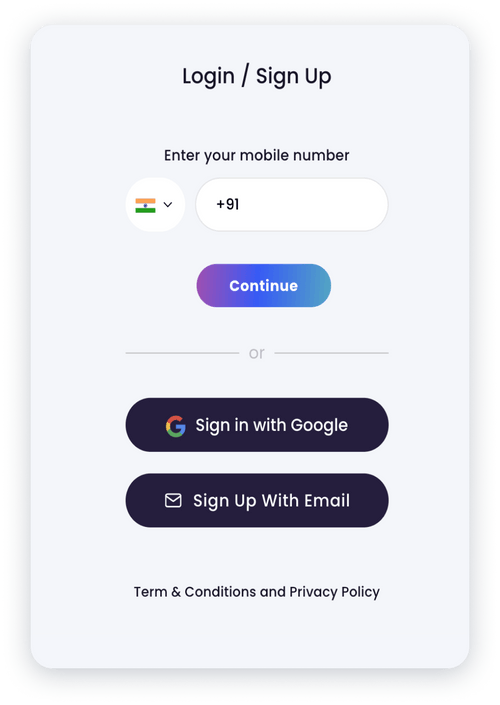 Login / Sign Up
Enter your mobile number
+91
Continue
or
Sign in with Google
Sign Up With Email
Term & Conditions and Privacy Policy